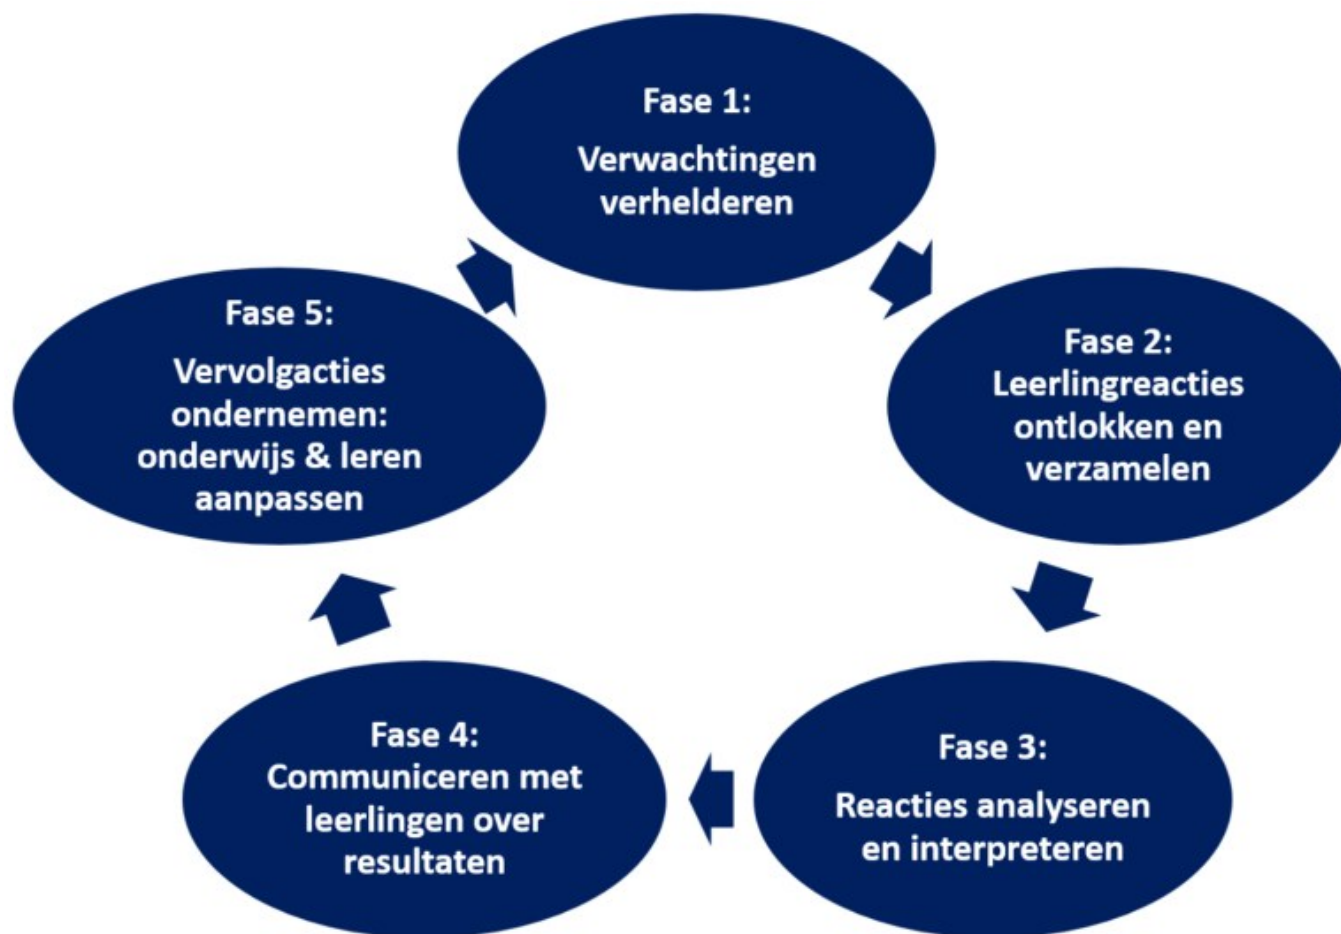 Fase 1:
Verwachtingen
verhelderen
Fase 2:
Leerlingreacties
ontlokken en
verzamelen
Fase 3:
Reacties analyseren
en interpreteren
Fase 4:
Communiceren met
leerlingen over
resultaten
Fase 5:
Vervolgacties
ondernemen:
onderwijs & leren
aanpassen